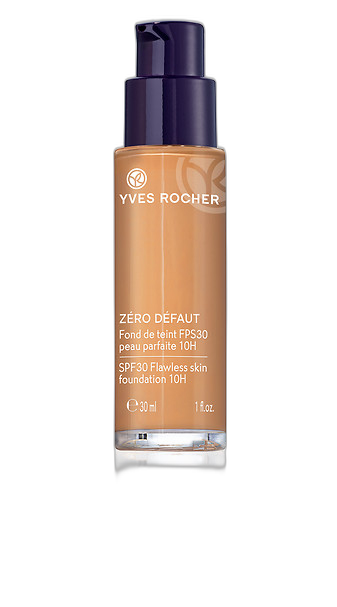 YVES ROCHER
ZÉRO DÉFAUT
Fond de teint FPS30
peau parfaite 10H
SPF30 Flawless skin
foundation 10H
℮30 ml 1 fl.oz.